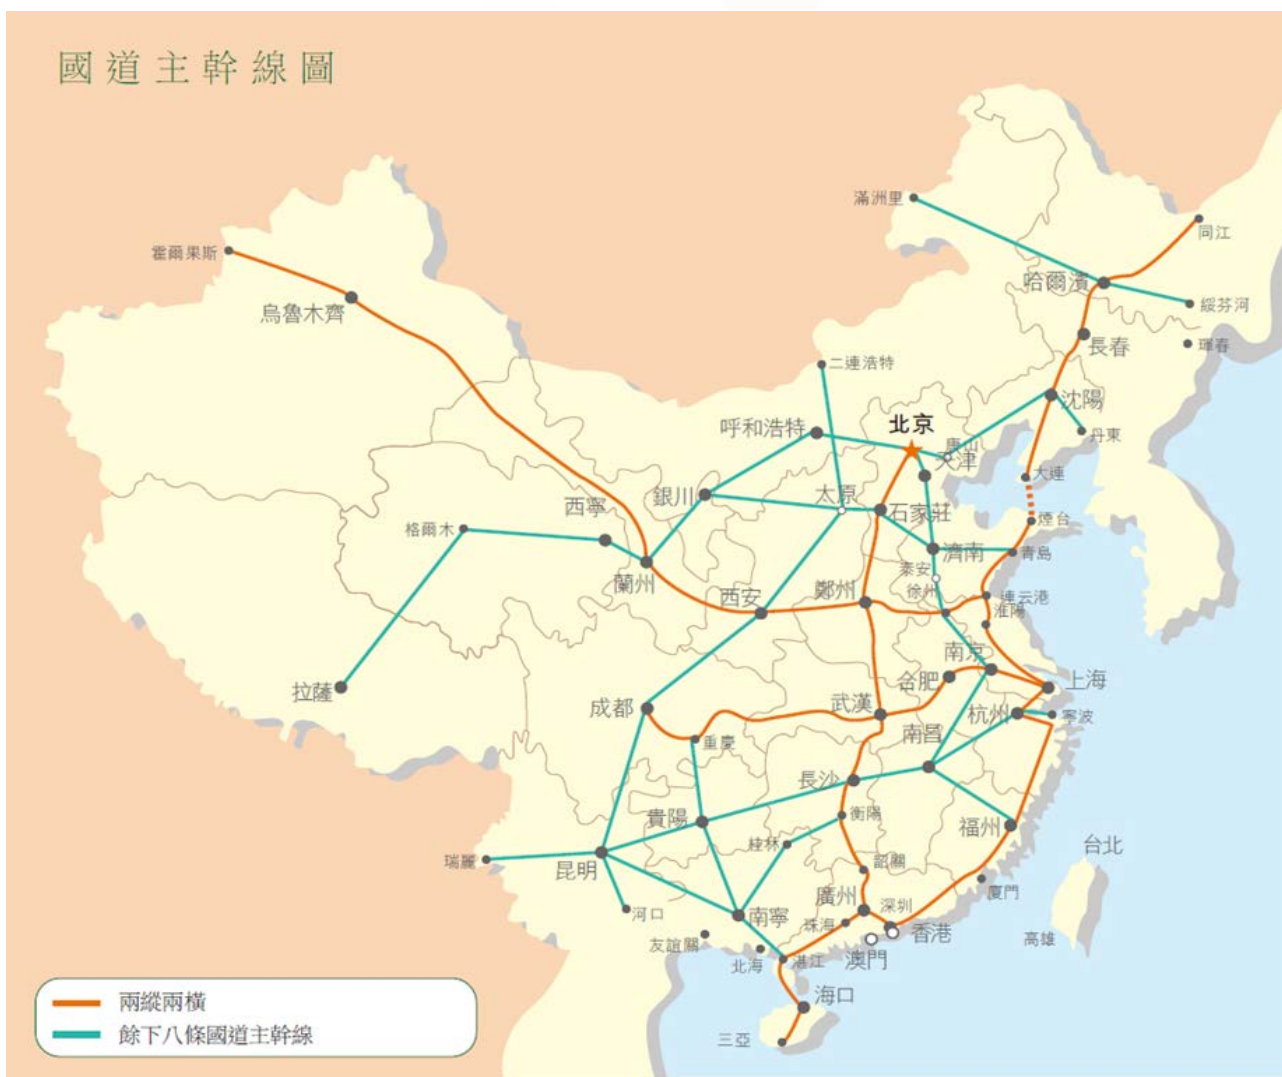 國道主幹線圖
滿洲里
同江
霍爾果斯
哈爾濱
烏魯木齊
綏芬河
長春
琿春
二連浩特
沈陽
北京
呼和浩特
唐山
丹東
天津
大連
銀川
太原
西寧
石家莊
煙台
格爾木
濟南
青島
蘭州
泰安
西安
鄭州
徐州
連云港
淮陽
南京
合肥
上海
拉薩
成都
武漢
杭州
寧波
南昌
重慶
長沙
貴陽
衡陽
福州
桂林
台北
瑞麗
昆明
韶關
廈門
廣州
深圳
河口
南寧
珠海
香港
高雄
友誼關
北海
湛江
澳門
海口
三亞
兩縱兩橫
餘下八條國道主幹線